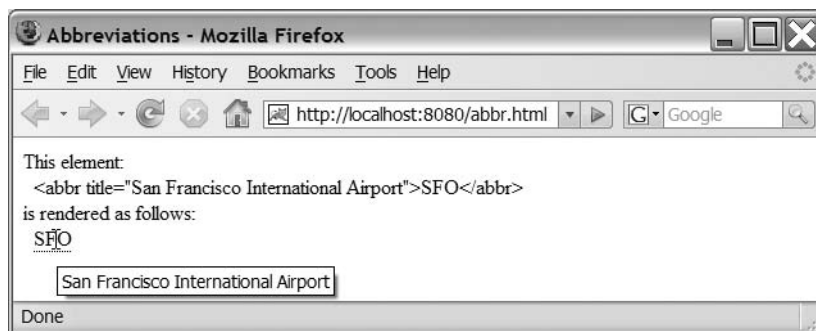 Abbreviations - Mozilla Firefox
File Edit View History Bookmarks Tools Help
http://localhost:8080/abbr.html G Google
This element:
<abbr title="San Francisco International Airport">SFO</abbr>
is rendered as follows:
SFO
San Francisco International Airport
Done